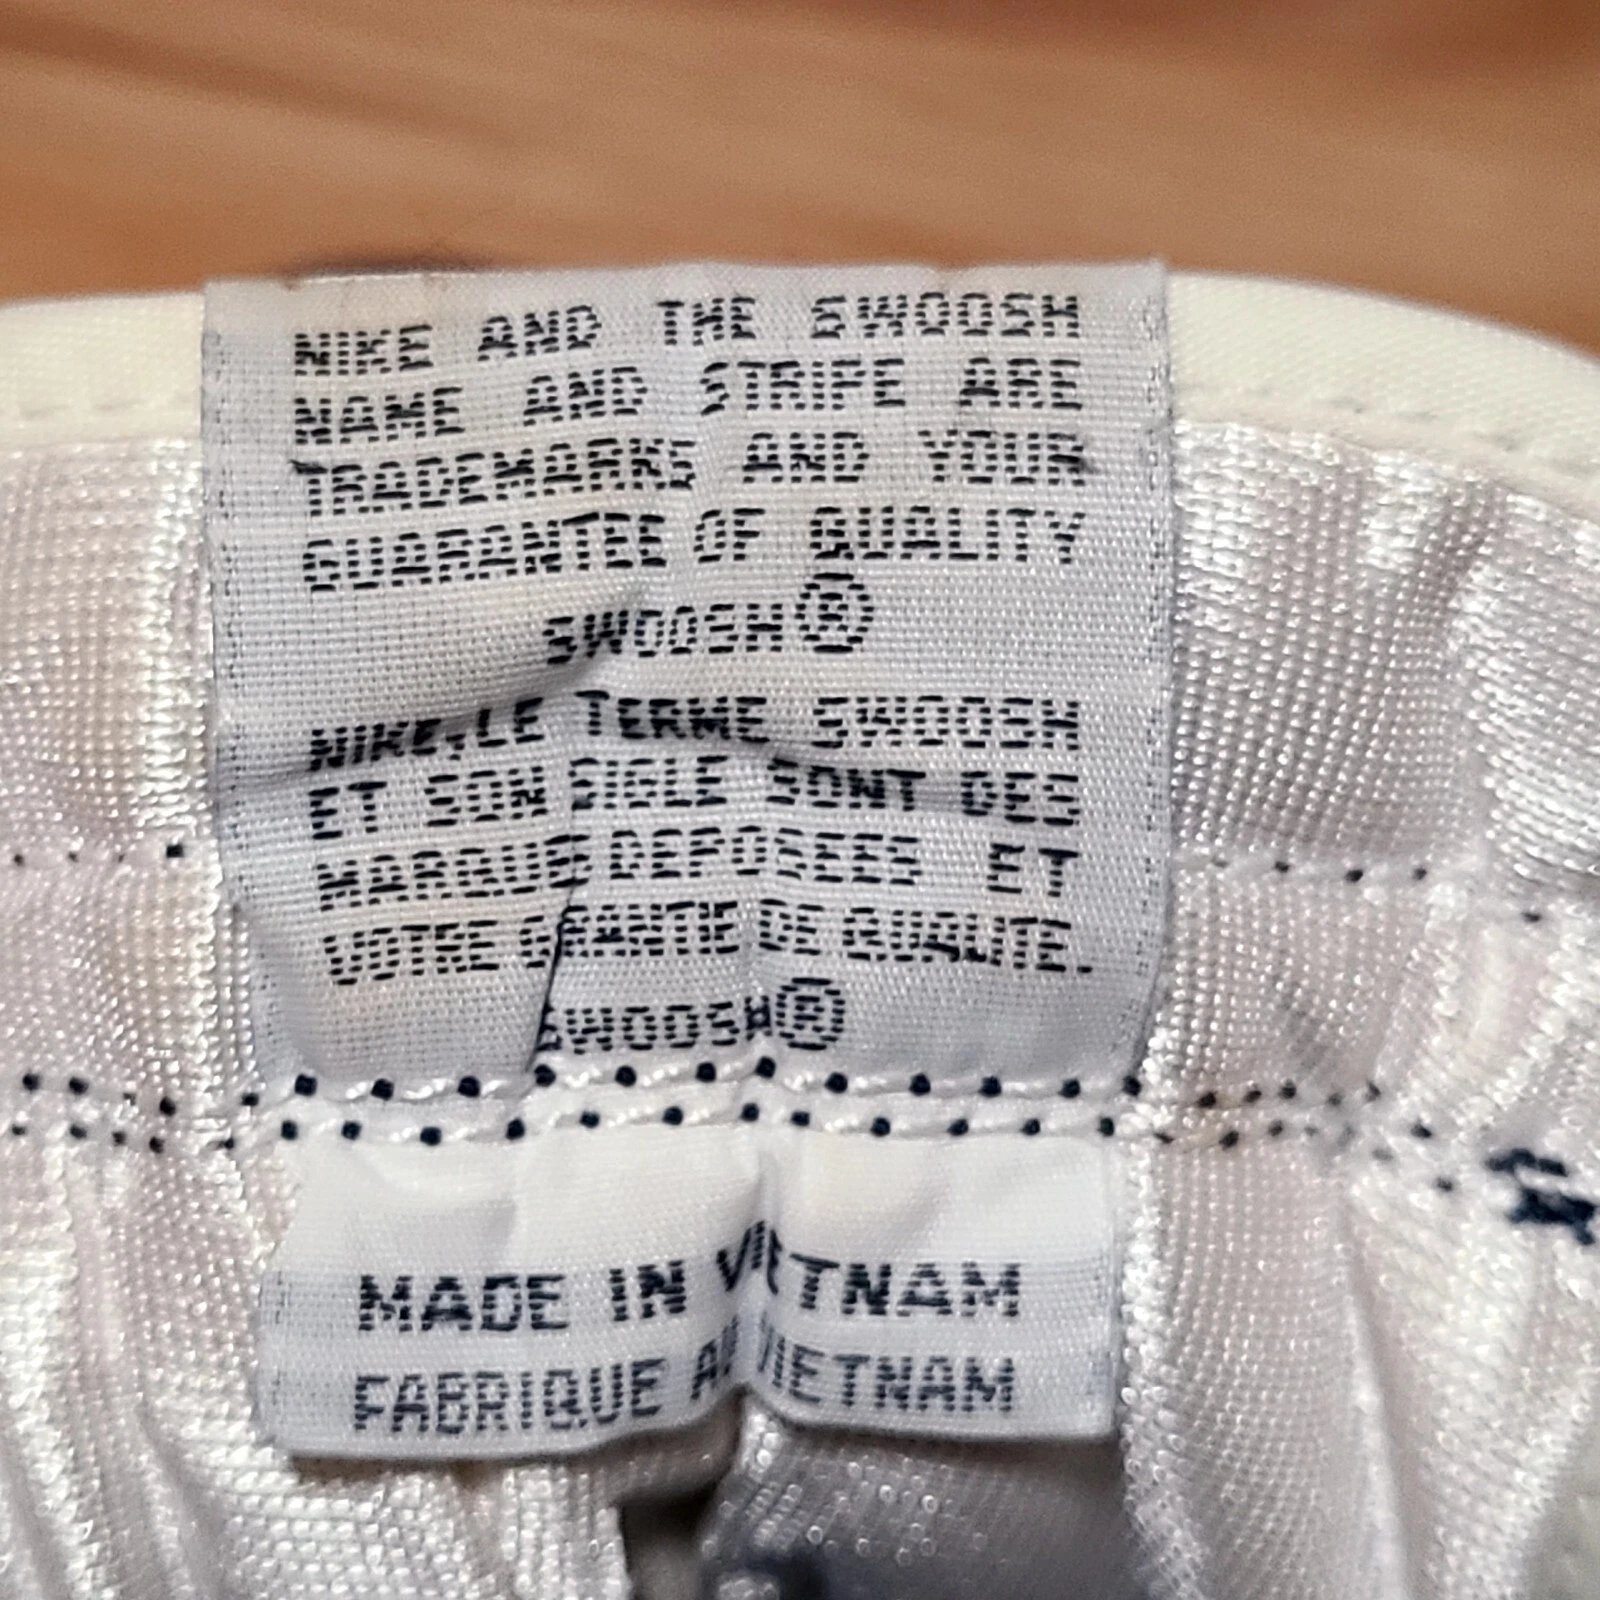 NIKE AND THE SWOOSH
NAME AND STRIPE ARE
TRADEMARKS AND YOUR
GUARANTEE OF QUALITY
SWOOSH®
NIKE,LE TERME SWOOSH
ET SON SIGLE SONT DES
MARQUES DEPOSEES ET
VOTRE GRANTIE DE QUALITE.
SWOOSH®
MADE IN VIETNAM
FABRIQUE AU VIETNAM